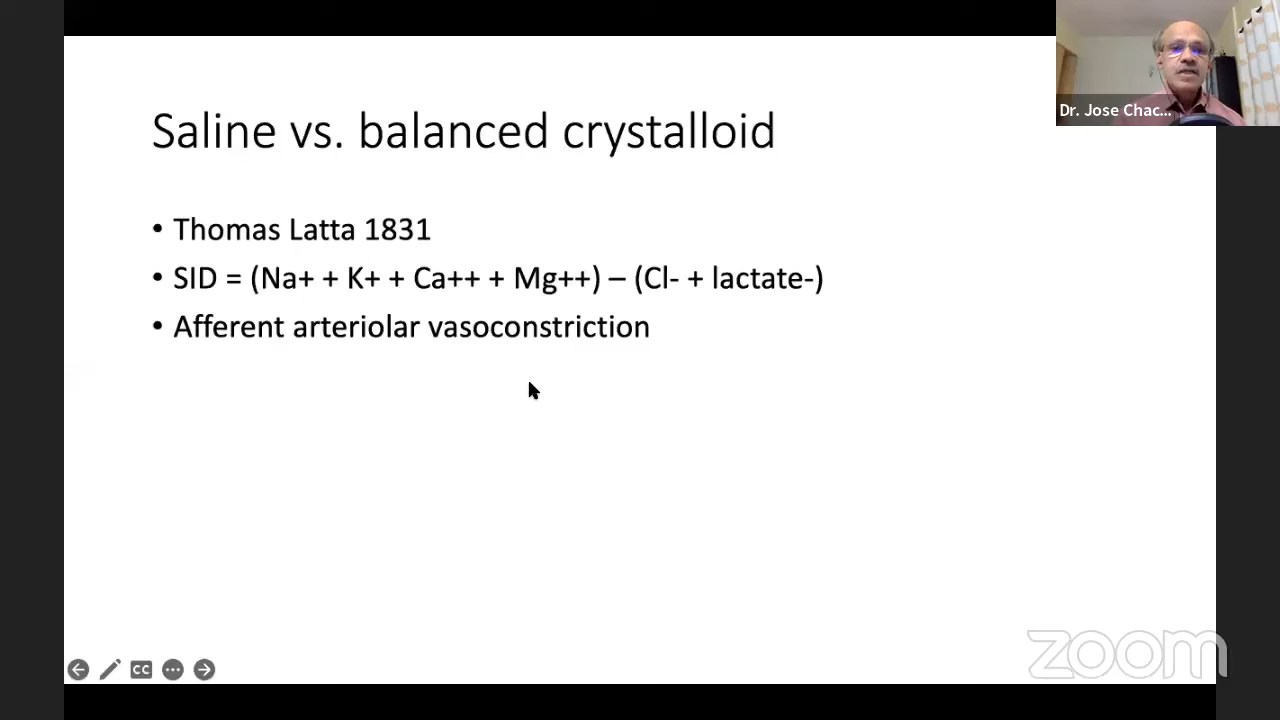 Dr. Jose Chac...
Saline vs. balanced crystalloid
• Thomas Latta 1831
• SID = (Na+ + K+ + Ca++ + Mg++) – (Cl- + lactate-)
• Afferent arteriolar vasoconstriction
CC
zoom